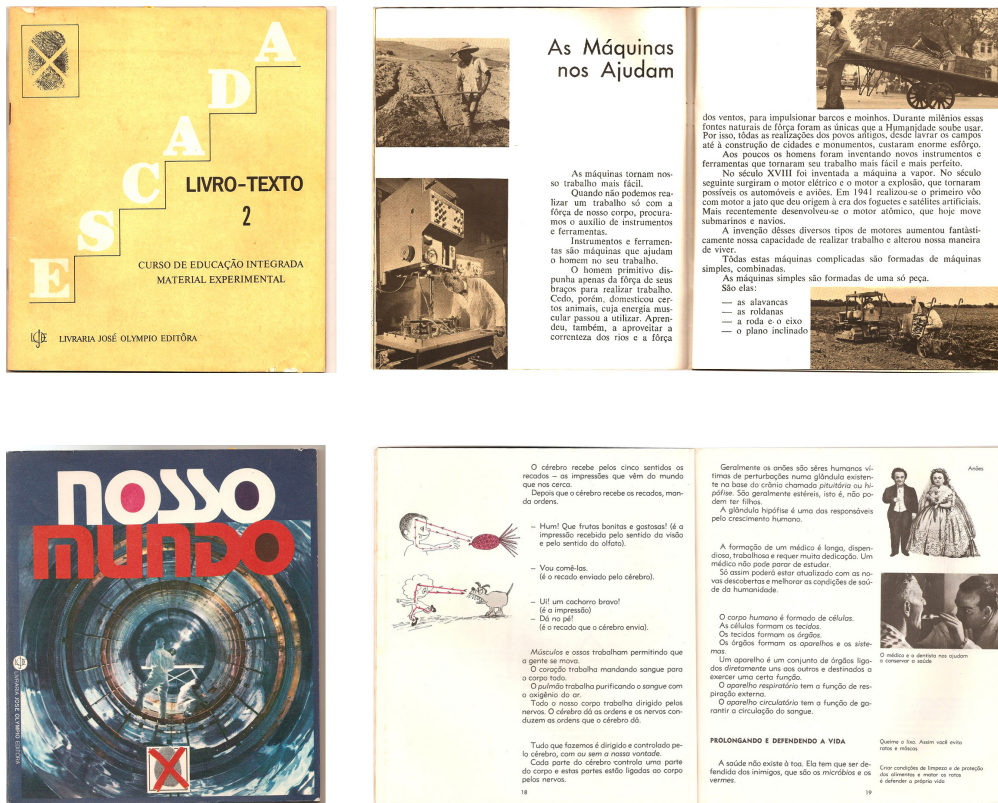 ESCADA
LIVRO-TEXTO
2
CURSO DE EDUCAÇÃO INTEGRADA
MATERIAL EXPERIMENTAL
LIVRARIA JOSÉ OLYMPIO EDITÔRA
As Máquinas
nos Ajudam
As máquinas tornam nos-
so trabalho mais fácil.
Quando não podemos rea-
lizar um trabalho só com a
fôrça de nosso corpo, procura-
mos o auxílio de instrumentos
e ferramentas.
Instrumentos e ferramen-
tas são máquinas que ajudam
o homem no seu trabalho.
O homem primitivo dis-
punha apenas da fôrça de seus
braços para realizar trabalho.
Cedo, porém, domesticou cer-
tos animais, cuja energia mus-
cular passou a utilizar. Apren-
deu, também, a aproveitar a
correnteza dos rios e a fôrça
dos ventos, para impulsionar barcos e moinhos. Durante milênios essas
fontes naturais de fôrça foram as únicas que a Humanidade soube usar.
Por isso, tôdas as realizações dos povos antigos, desde lavrar os campos
até à construção de cidades e monumentos, custaram enorme esfôrço.
Aos poucos os homens foram inventando novos instrumentos e
ferramentas que tornaram seu trabalho mais fácil e mais perfeito.
No século XVIII foi inventada a máquina a vapor. No século
seguinte surgiram o motor elétrico e o motor a explosão, que tornaram
possíveis os automóveis e aviões. Em 1941 realizou-se o primeiro vôo
com motor a jato que deu origem à era dos foguetes e satélites artificiais.
Mais recentemente desenvolveu-se o motor atômico, que hoje move
submarinos e navios.
A invenção dêsses diversos tipos de motores aumentou fantàsti-
camente nossa capacidade de realizar trabalho e alterou nossa maneira
de viver.
Tôdas estas máquinas complicadas são formadas de máquinas
simples, combinadas.
As máquinas simples são formadas de uma só peça.
São elas:
— as alavancas
— as roldanas
— a roda e o eixo
— o plano inclinado
NOSSO
MUNDO
LIVRARIA JOSÉ OLYMPIO EDITORA
O cérebro recebe pelos cinco sentidos os
recados – as impressões que vêm do mundo
que nos cerca.
Depois que o cérebro recebe os recados, man-
da ordens.
– Hum! Que frutas bonitas e gostosas! (é a
impressão recebida pelo sentido da visão
e pelo sentido do olfato).
– Vou comê-las.
(é o recado enviado pelo cérebro).
– Ui! um cachorro bravo!
(é a impressão)
– Dá no pé!
(é o recado que o cérebro envia).
Músculos e ossos trabalham permitindo que
a gente se mova.
O coração trabalha mandando sangue para
o corpo todo.
O pulmão trabalha purificando o sangue com
o oxigênio do ar.
Todo o nosso corpo trabalha dirigido pelos
nervos. O cérebro dá as ordens e os nervos con-
duzem as ordens que o cérebro dá.
Tudo que fazemos é dirigido e controlado pe-
lo cérebro, com ou sem a nossa vontade.
Cada parte do cérebro controla uma parte
do corpo e estas partes estão ligadas ao corpo
pelos nervos.
18
Geralmente os anões são sêres humanos ví-
timas de perturbações numa glândula existen-
te na base do crânio chamada pituitária ou hi-
pófise. São geralmente estéreis, isto é, não po-
dem ter filhos.
A glândula hipófise é uma das responsáveis
pelo crescimento humano.
Anões
A formação de um médico é longa, dispen-
diosa, trabalhosa e requer muita dedicação. Um
médico não pode parar de estudar.
Só assim poderá estar atualizado com as no-
vas descobertas e melhorar as condições de saú-
de da humanidade.
O corpo humano é formado de células.
As células formam os tecidos.
Os tecidos formam os órgãos.
Os órgãos formam os aparelhos e os siste-
mas.
Um aparelho é um conjunto de órgãos liga-
dos diretamente uns aos outros e destinados a
exercer uma certa função.
O aparelho respiratório tem a função de res-
piração externa.
O aparelho circulatório tem a função de ga-
rantir a circulação do sangue.
O médico e o dentista nos ajudam
a conservar a saúde
PROLONGANDO E DEFENDENDO A VIDA
A saúde não existe à toa. Ela tem que ser de-
fendida dos inimigos, que são os micróbios e os
vermes.
Queime o lixo. Assim você evita
ratos e môscas
Criar condições de limpeza e de proteção
dos alimentos e matar os ratos
é defender a própria vida
19